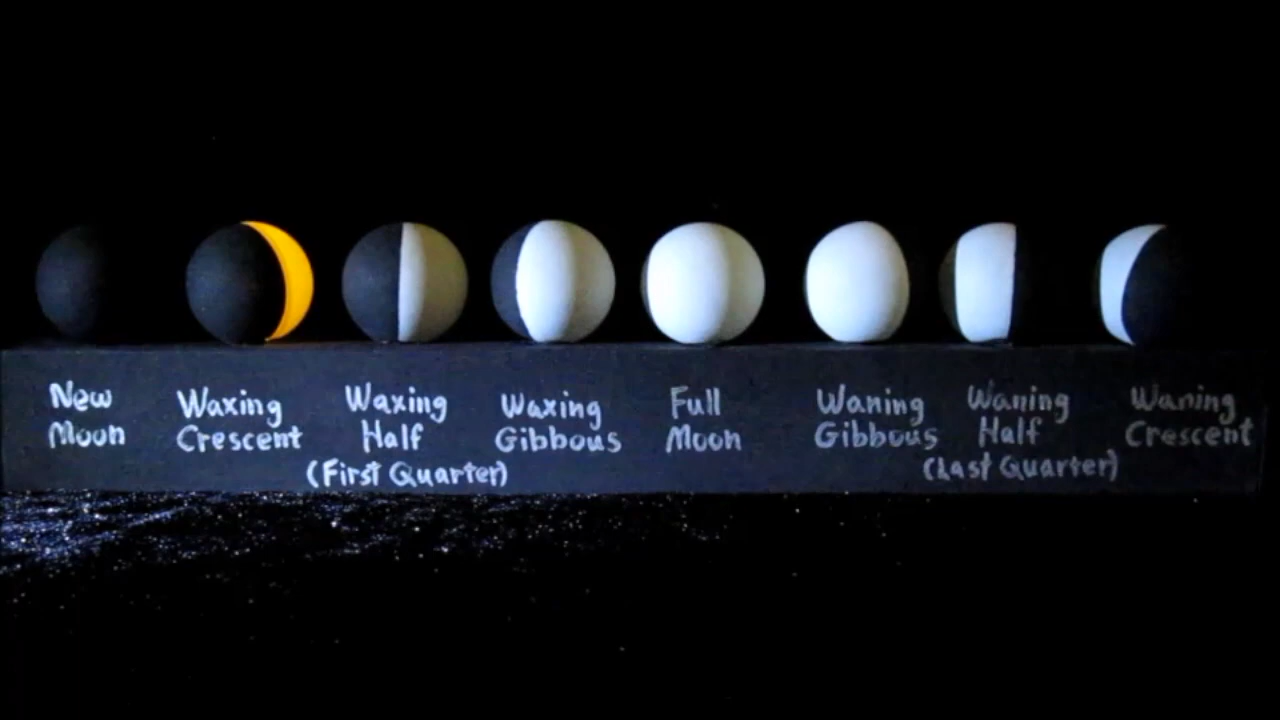 New
Moon
Waxing
Crescent
Waxing
Half
(First Quarter)
Waxing
Gibbous
Full
Moon
Waning
Gibbous
Waning
Half
(Last Quarter)
Waning
Crescent